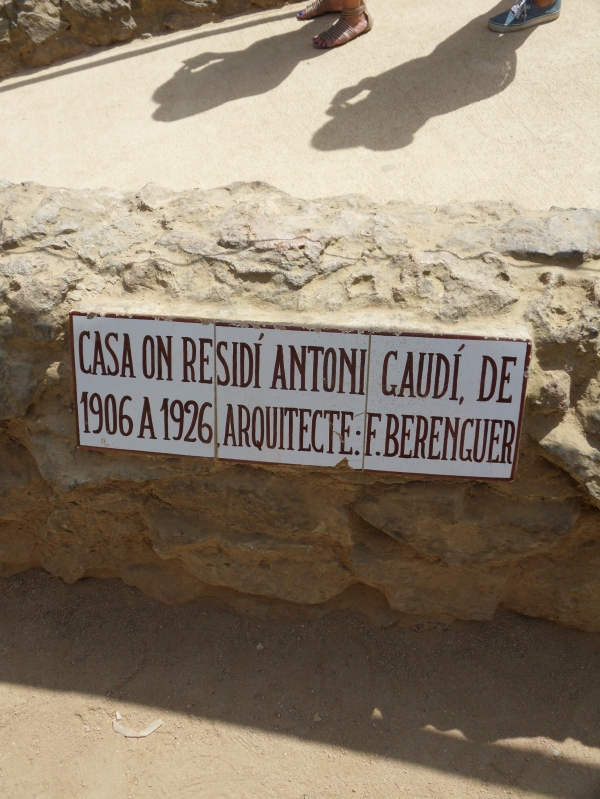 CASA ON RESIDÍ ANTONI GAUDÍ, DE
1906 A 1926, ARQUITECTE: F. BERENGUER